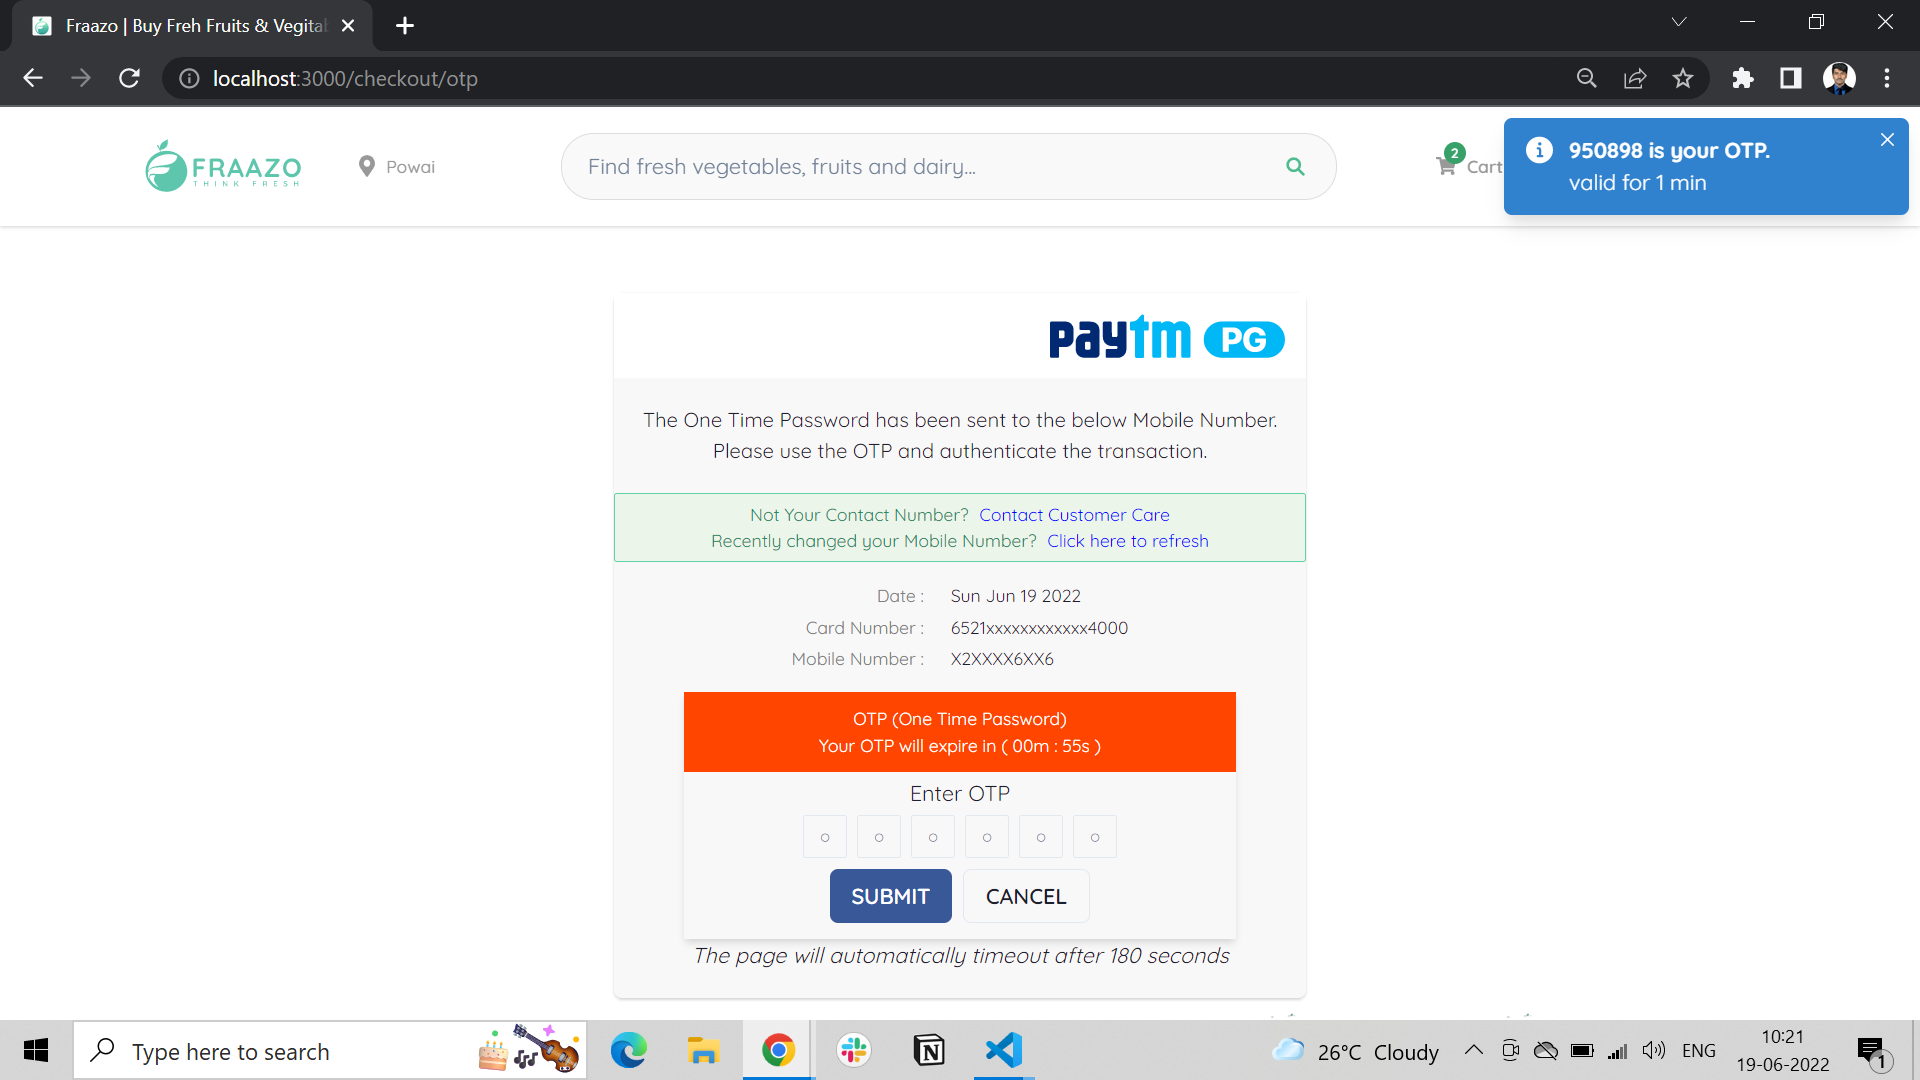 Fraazo | Buy Freh Fruits & Vegital
localhost:3000/checkout/otp
FRAAZO
THINK FRESH
Powai
Find fresh vegetables, fruits and dairy...
2
Cart
950898 is your OTP.
valid for 1 min
paytm PG
The One Time Password has been sent to the below Mobile Number.
Please use the OTP and authenticate the transaction.
Not Your Contact Number? Contact Customer Care
Recently changed your Mobile Number? Click here to refresh
Date : Sun Jun 19 2022
Card Number : 6521xxxxxxxxxxxx4000
Mobile Number : X2XXXX6XX6
OTP (One Time Password)
Your OTP will expire in ( 00m : 55s )
Enter OTP
SUBMIT CANCEL
The page will automatically timeout after 180 seconds
Type here to search
26°C Cloudy
ENG
10:21
19-06-2022
1